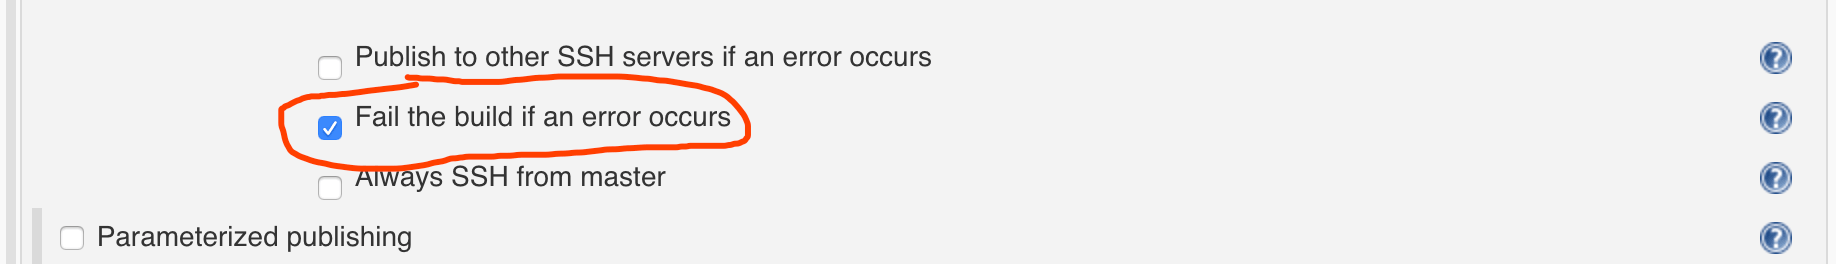 Publish to other SSH servers if an error occurs
Fail the build if an error occurs
Always SSH from master
Parameterized publishing